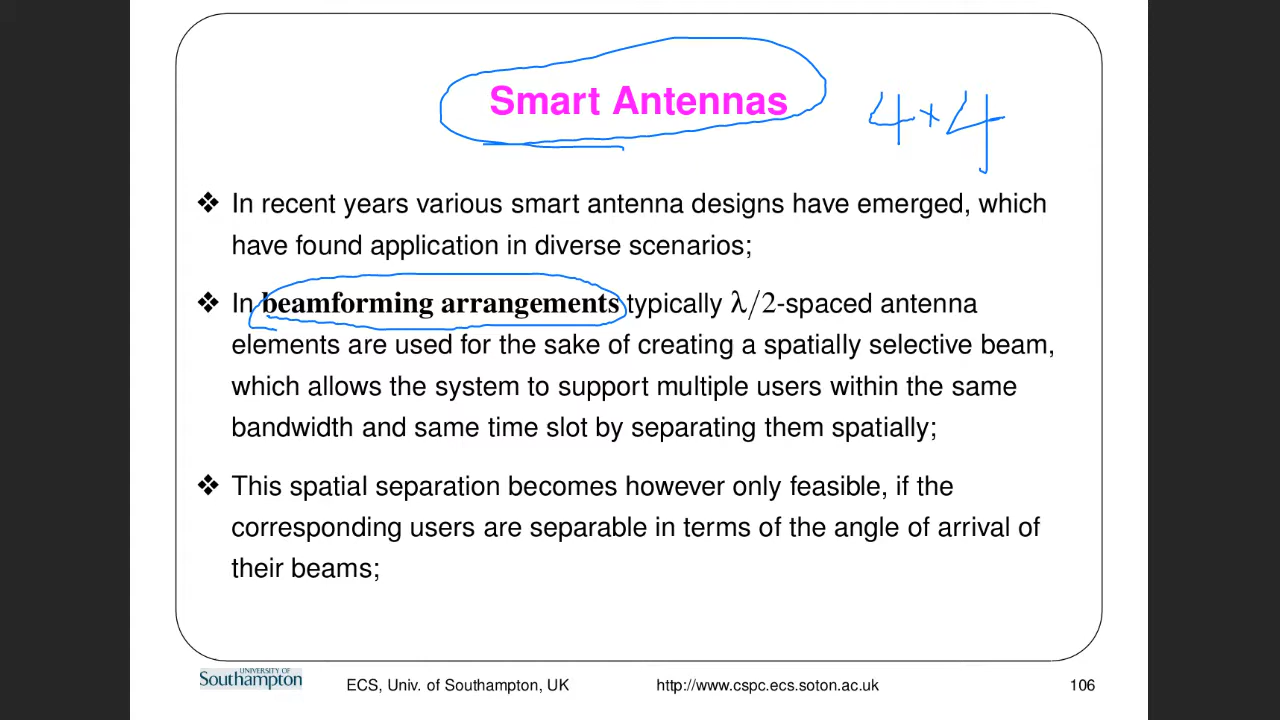 Smart Antennas
4 × 4
❖ In recent years various smart antenna designs have emerged, which
have found application in diverse scenarios;
❖ In beamforming arrangements typically λ/2-spaced antenna
elements are used for the sake of creating a spatially selective beam,
which allows the system to support multiple users within the same
bandwidth and same time slot by separating them spatially;
❖ This spatial separation becomes however only feasible, if the
corresponding users are separable in terms of the angle of arrival of
their beams;
UNIVERSITY OF
Southampton
ECS, Univ. of Southampton, UK
http://www.cspc.ecs.soton.ac.uk
106